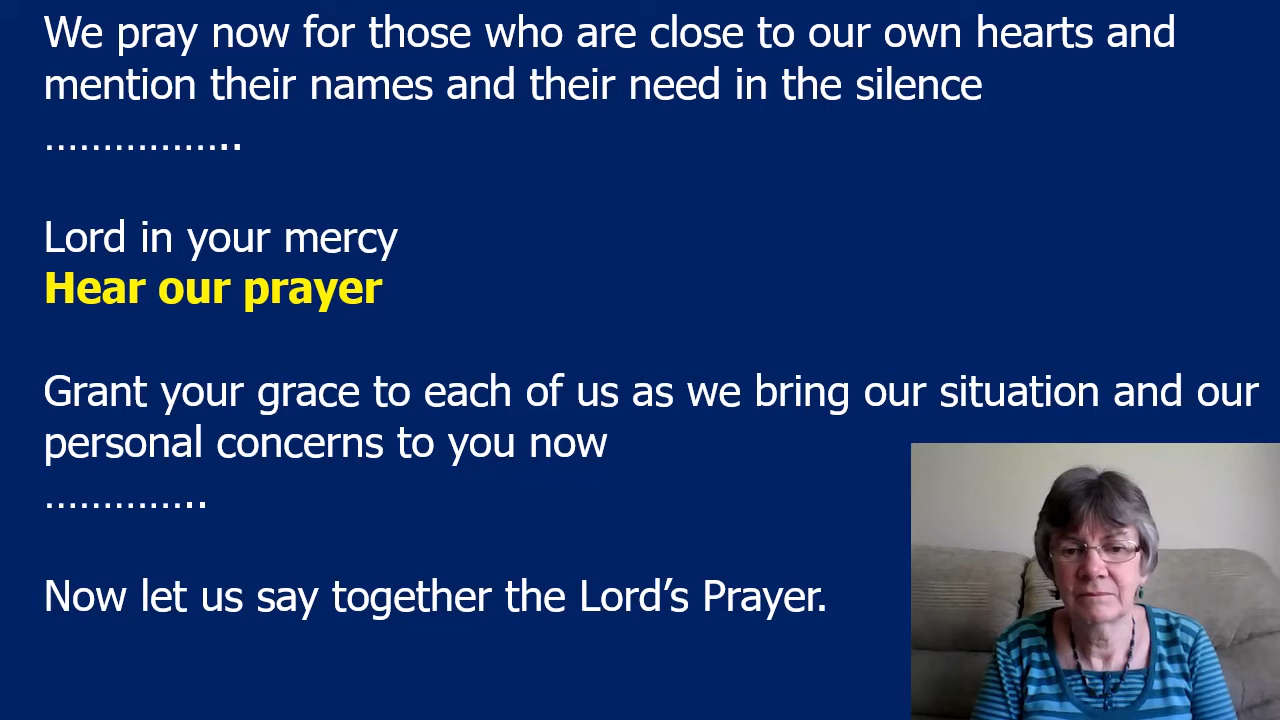 We pray now for those who are close to our own hearts and
mention their names and their need in the silence
……………..
Lord in your mercy
Hear our prayer
Grant your grace to each of us as we bring our situation and our
personal concerns to you now
…………..
Now let us say together the Lord’s Prayer.